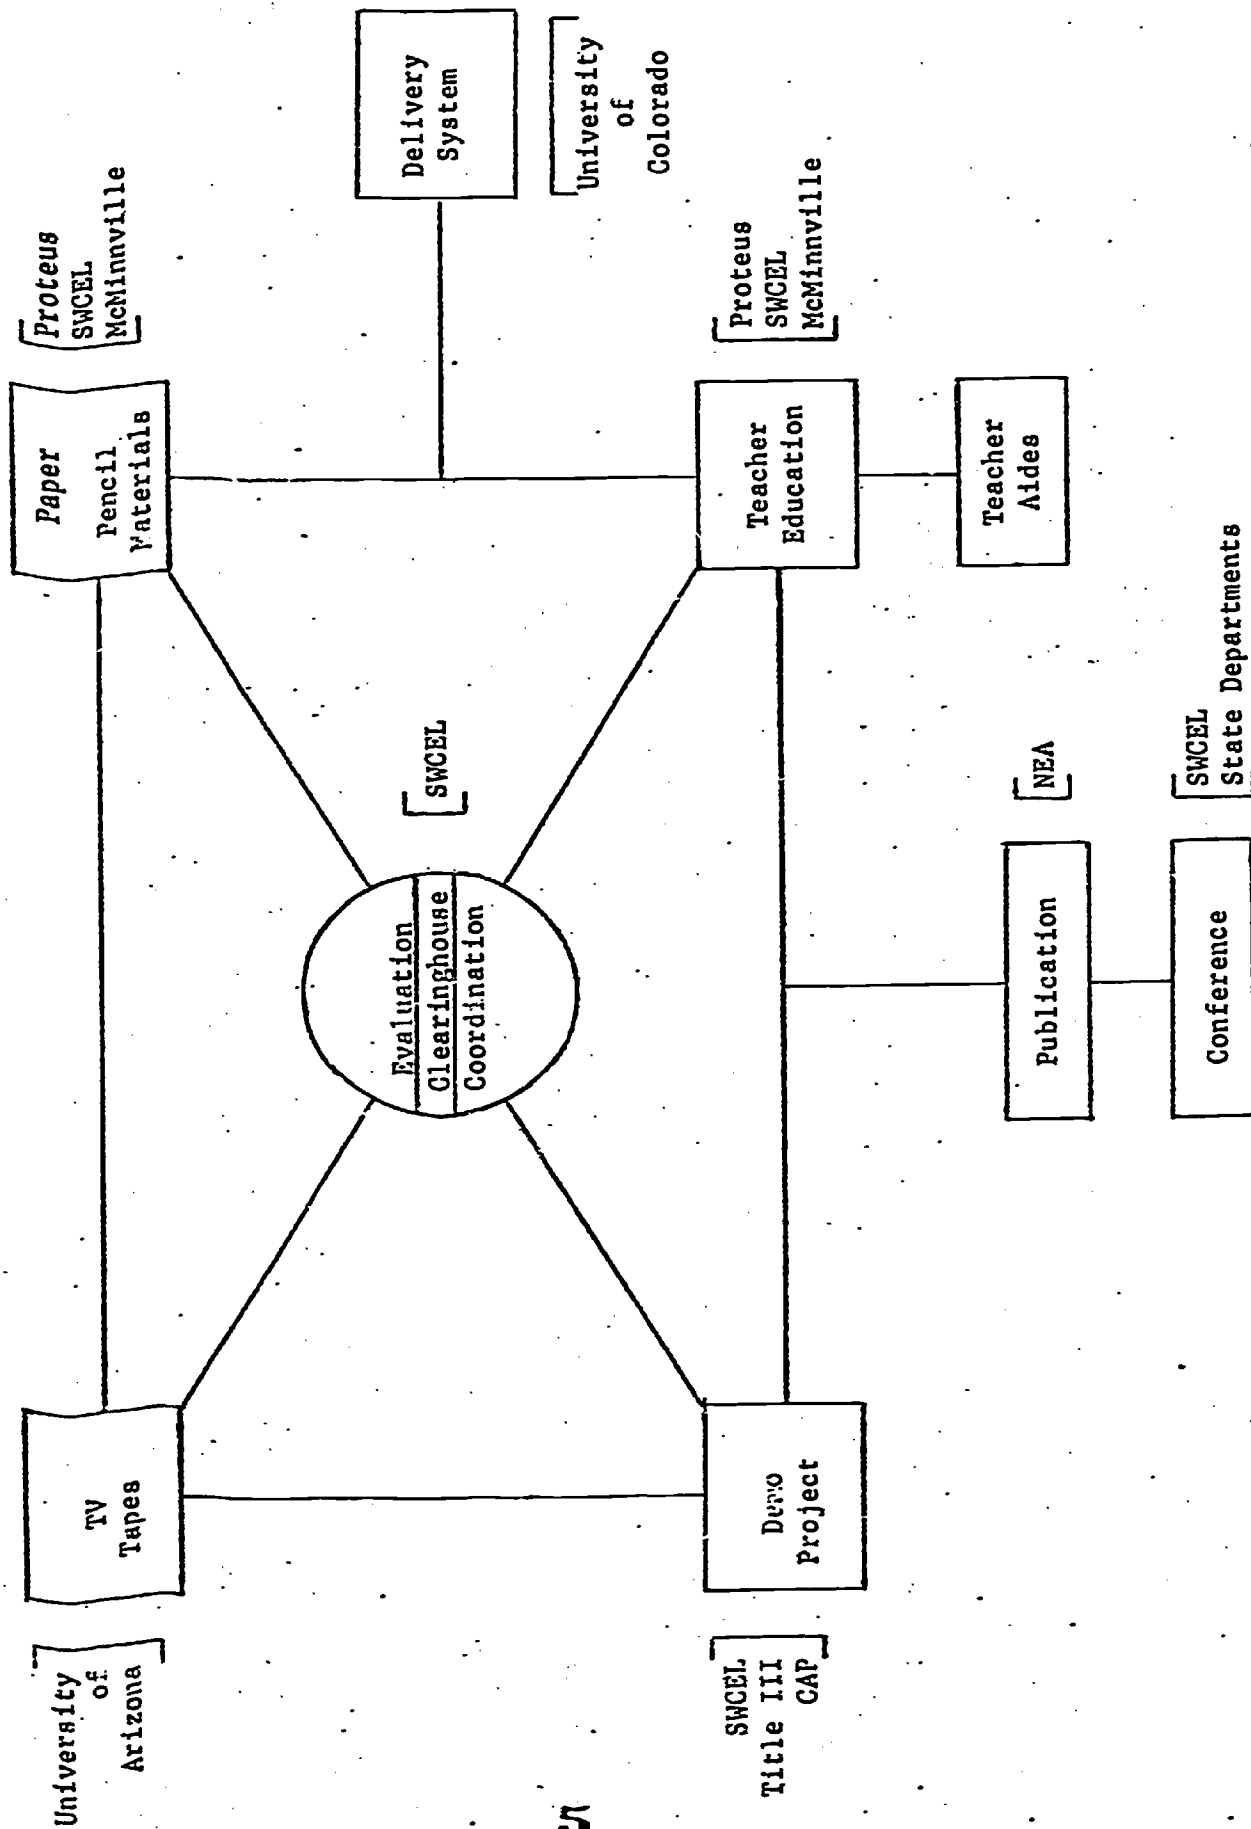 University
of
Arizona
TV
Tapes
Paper
Pencil
Materials
Proteus
SWCEL
McMinnville
Delivery
System
University
of
Colorado
Evaluation
Clearinghouse
Coordination
SWCEL
SWCEL
Title III
CAP
Demo
Project
Teacher
Education
Proteus
SWCEL
McMinnville
Teacher
Aides
Publication
NEA
Conference
SWCEL
State Departments